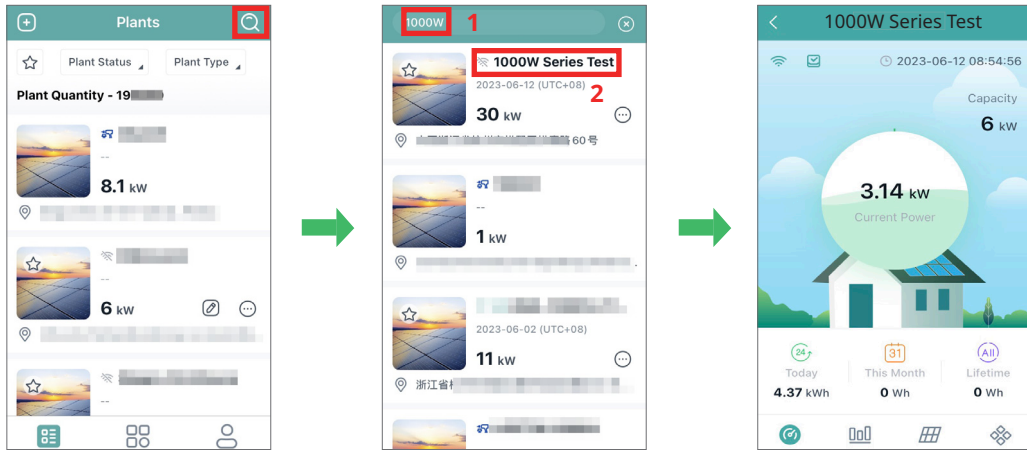 Plants
Plant Status
Plant Type
Plant Quantity - 19
--
8.1 kW
--
6 kW
--
1000W
1
1000W Series Test
2023-06-12 (UTC+08)
2
30 kW
60号
--
1 kW
2023-06-02 (UTC+08)
11 kW
浙江省
1000W Series Test
2023-06-12 08:54:56
Capacity
6 kW
3.14 kW
Current Power
24
31
All
Today
This Month
Lifetime
4.37 kWh
0 Wh
0 Wh